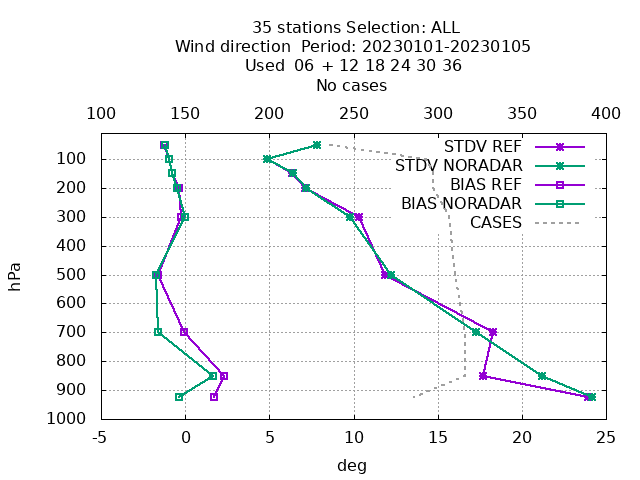 35 stations Selection: ALL
Wind direction  Period: 20230101-20230105
Used  06 + 12 18 24 30 36
No cases
100 150 200 250 300 350 400
STDV REF
STDV NORADAR
BIAS REF
BIAS NORADAR
CASES
100
200
300
400
500
600
700
800
900
1000
hPa
-5 0 5 10 15 20 25
deg